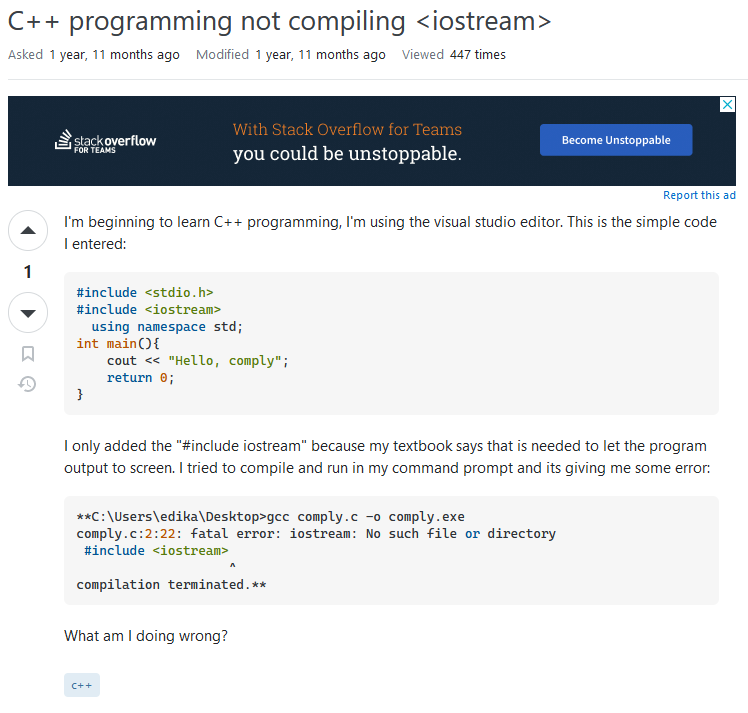 C++ programming not compiling <iostream>
Asked 1 year, 11 months ago Modified 1 year, 11 months ago Viewed 447 times
stackoverflow
FOR TEAMS
With Stack Overflow for Teams
you could be unstoppable.
Become Unstoppable
Report this ad
I'm beginning to learn C++ programming, I'm using the visual studio editor. This is the simple code
I entered:
1
#include <stdio.h>
#include <iostream>
  using namespace std;
int main(){
    cout << "Hello, comply";
    return 0;
}
I only added the "#include iostream" because my textbook says that is needed to let the program
output to screen. I tried to compile and run in my command prompt and its giving me some error:
**C:\Users\edika\Desktop>gcc comply.c -o comply.exe
comply.c:2:22: fatal error: iostream: No such file or directory
 #include <iostream>
                    ^
compilation terminated.**
What am I doing wrong?
c++